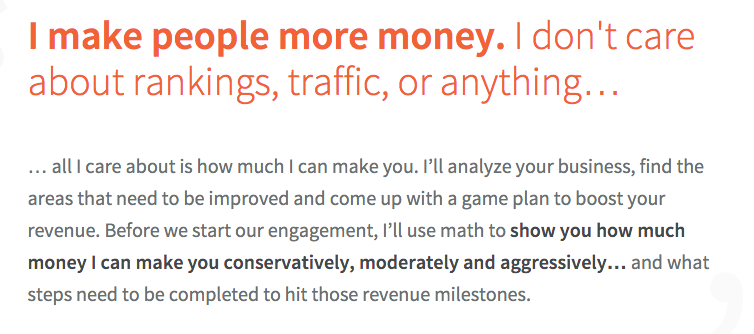 I make people more money. I don't care
about rankings, traffic, or anything…
… all I care about is how much I can make you. I’ll analyze your business, find the
areas that need to be improved and come up with a game plan to boost your
revenue. Before we start our engagement, I’ll use math to show you how much
money I can make you conservatively, moderately and aggressively… and what
steps need to be completed to hit those revenue milestones.